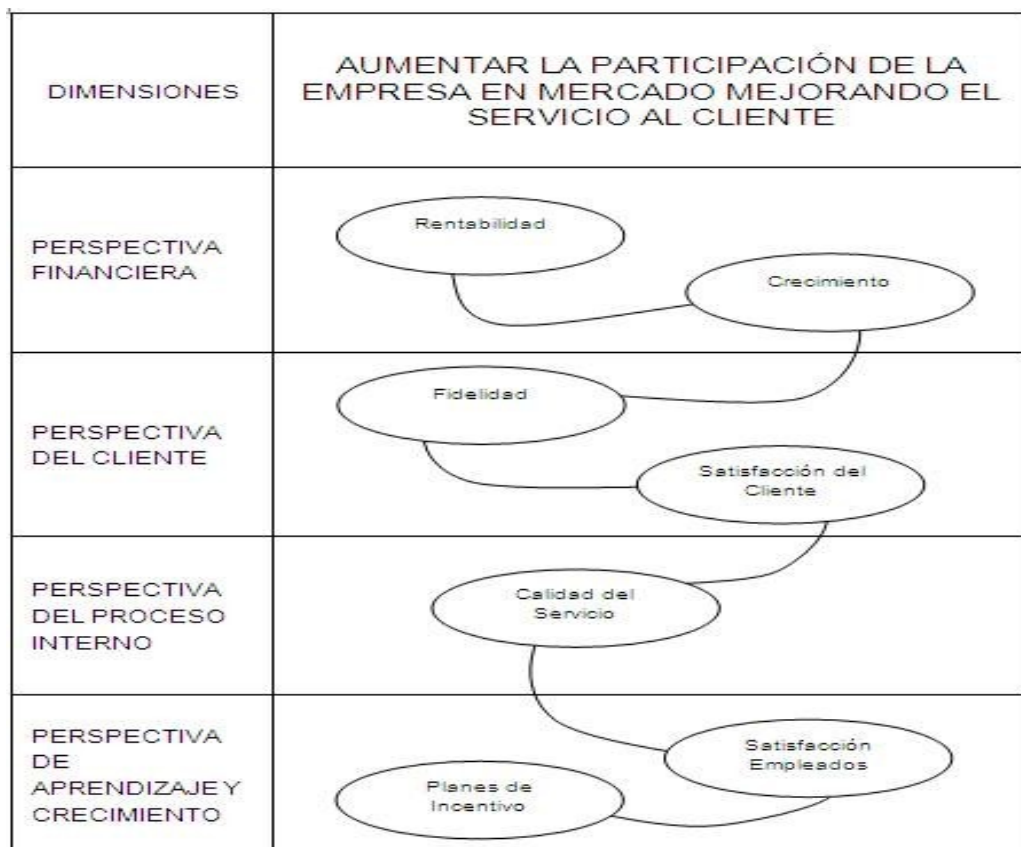 DIMENSIONES
AUMENTAR LA PARTICIPACIÓN DE LA
EMPRESA EN MERCADO MEJORANDO EL
SERVICIO AL CLIENTE
PERSPECTIVA
FINANCIERA
Rentabilidad
Crecimiento
PERSPECTIVA
DEL CLIENTE
Fidelidad
Satisfacción del
Cliente
PERSPECTIVA
DEL PROCESO
INTERNO
Calidad del
Servicio
PERSPECTIVA
DE
APRENDIZAJE Y
CRECIMIENTO
Satisfacción
Empleados
Planes de
Incentivo